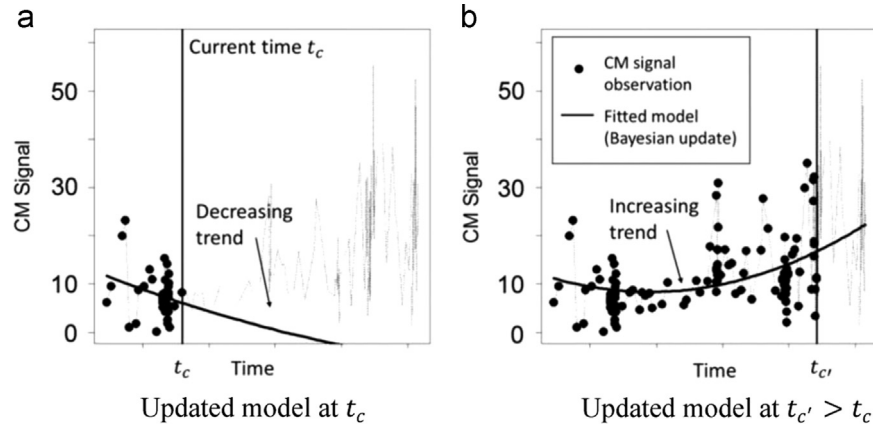 a
Current time t_c
50
30
10
0
CM Signal
Decreasing
trend
t_c
Time
Updated model at t_c
b
CM signal
observation
Fitted model
(Bayesian update)
50
30
10
0
CM Signal
Increasing
trend
Time
t_c′
Updated model at t_c′ > t_c